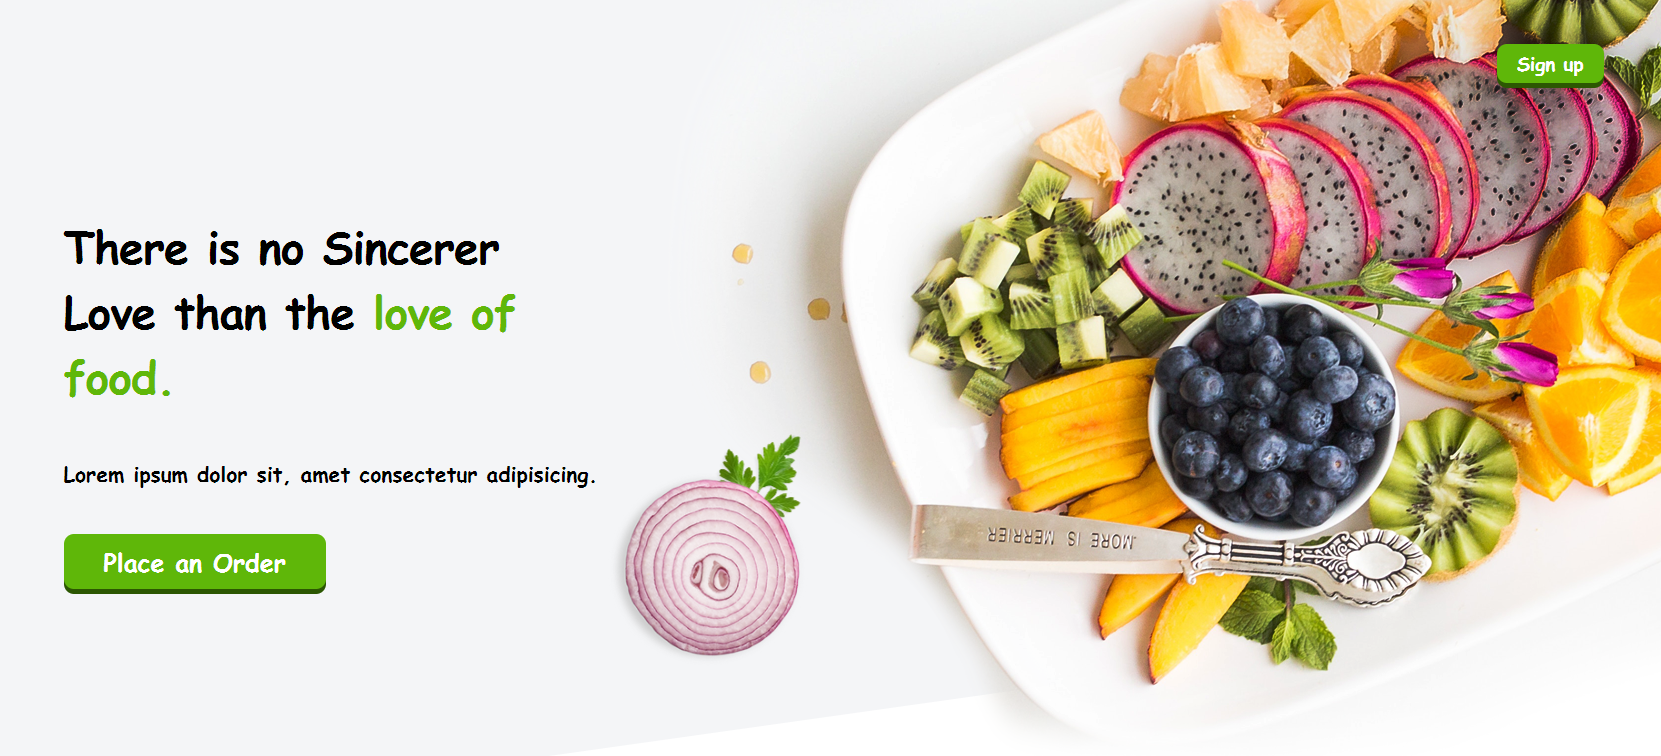 Sign up
There is no Sincerer
Love than the love of
food.
Lorem ipsum dolor sit, amet consectetur adipisicing.
Place an Order
MORE IS MERRIER